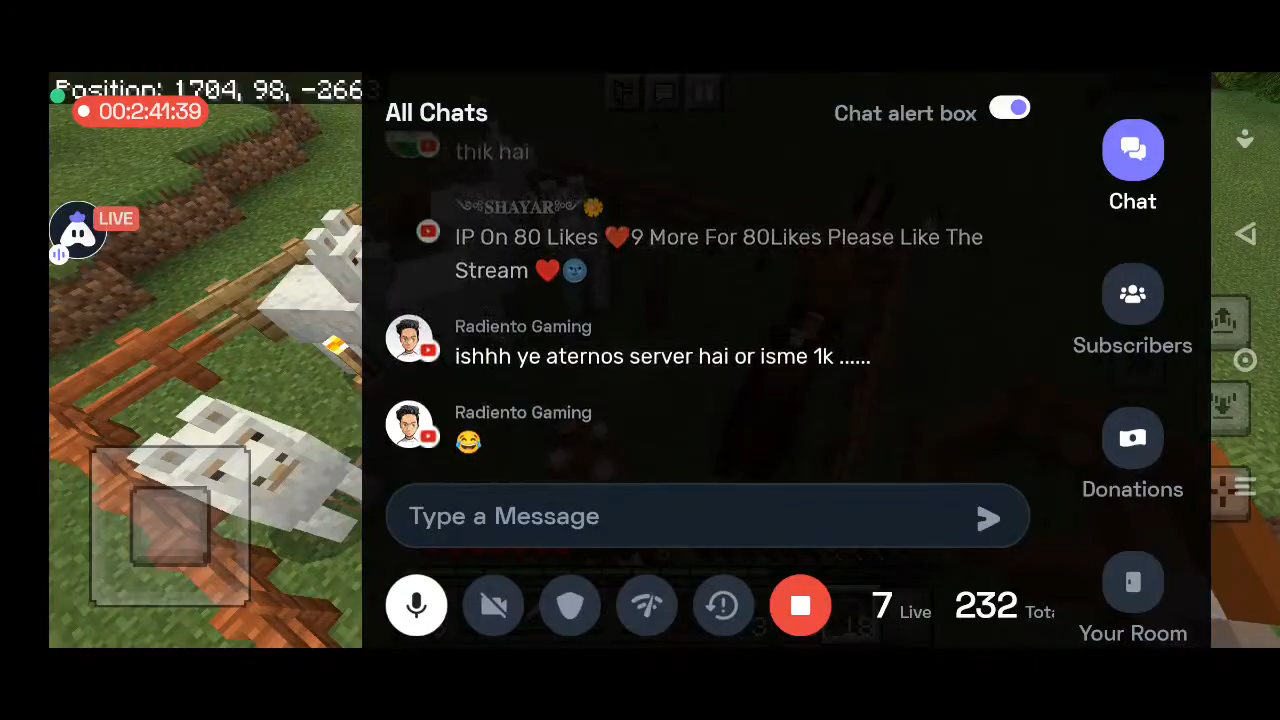 Position: 1704, 98, -266
00:2:41:39
LIVE
All Chats
Chat alert box
thik hai
༺SHAYAR༻🌼
IP On 80 Likes ❤️9 More For 80Likes Please Like The
Stream ❤️🌚
Radiento Gaming
ishhh ye aternos server hai or isme 1k ......
Radiento Gaming
😂
Type a Message
7 Live
232 Tota
Chat
Subscribers
Donations
Your Room